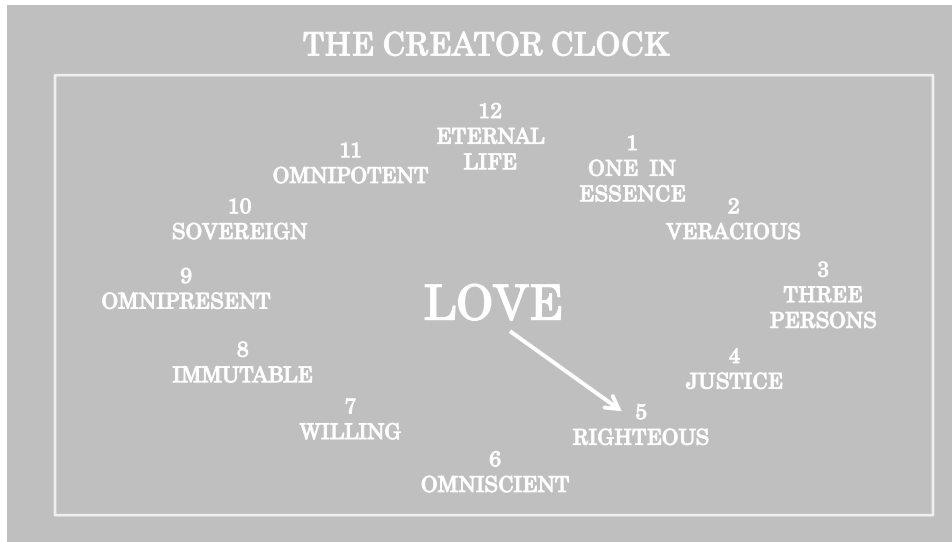 THE CREATOR CLOCK
12
ETERNAL
LIFE
1
ONE IN
ESSENCE
2
VERACIOUS
3
THREE
PERSONS
4
JUSTICE
5
RIGHTEOUS
6
OMNISCIENT
7
WILLING
8
IMMUTABLE
9
OMNIPRESENT
10
SOVEREIGN
11
OMNIPOTENT
LOVE